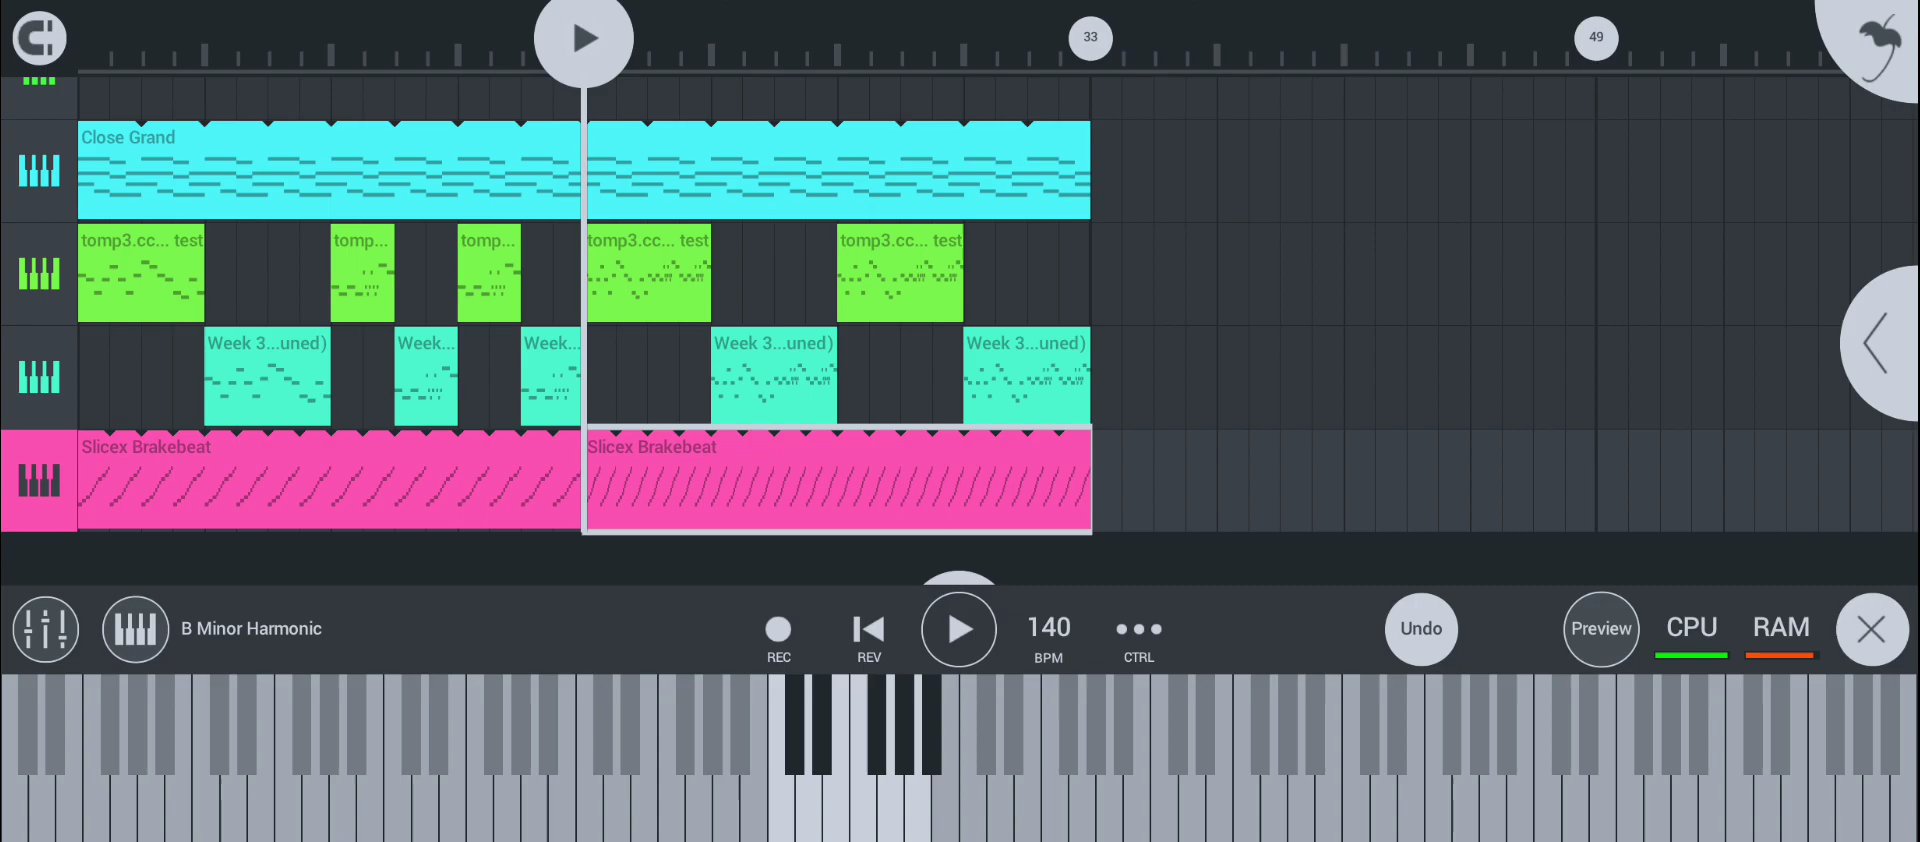 33
49
Close Grand
tomp3.cc... test
tomp...
tomp...
tomp3.cc... test
tomp3.cc... test
Week 3...uned)
Week...
Week...
Week 3...uned)
Week 3...uned)
Slicex Brakebeat
Slicex Brakebeat
B Minor Harmonic
REC
REV
140
BPM
CTRL
Undo
Preview
CPU
RAM